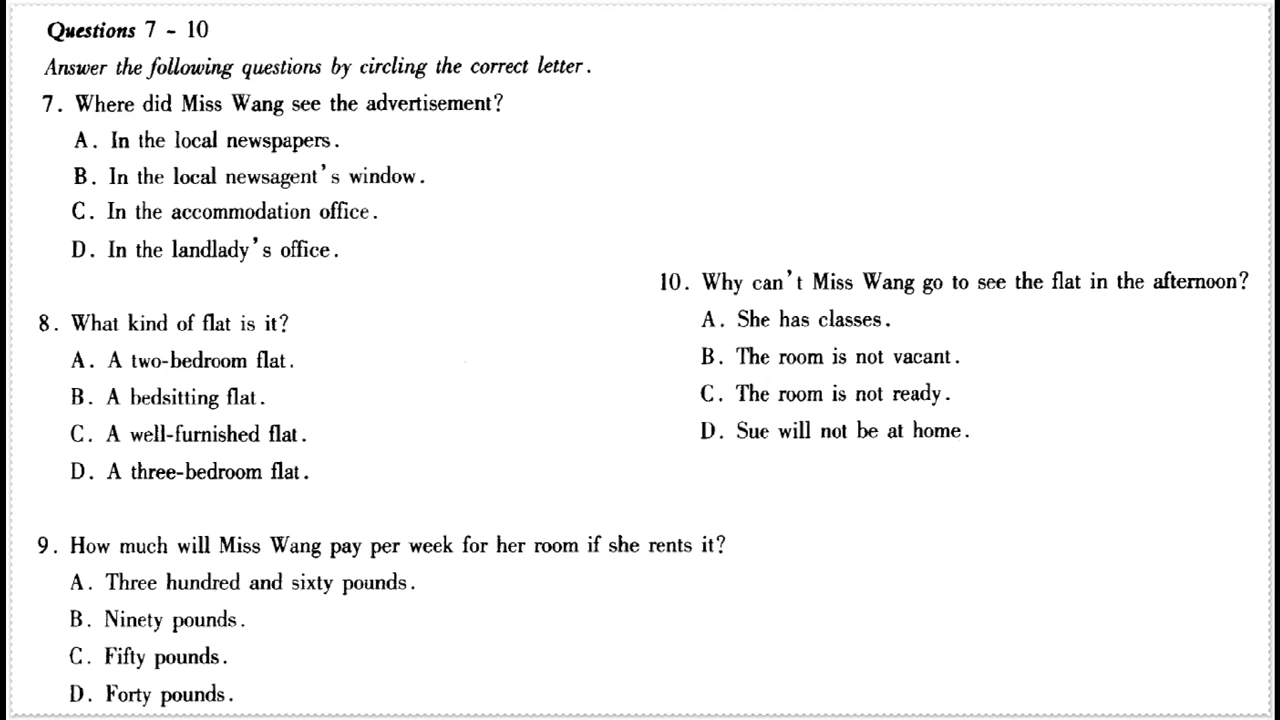 Questions 7 - 10
Answer the following questions by circling the correct letter.
7. Where did Miss Wang see the advertisement?
A. In the local newspapers.
B. In the local newsagent's window.
C. In the accommodation office.
D. In the landlady's office.
8. What kind of flat is it?
A. A two-bedroom flat.
B. A bedsitting flat.
C. A well-furnished flat.
D. A three-bedroom flat.
9. How much will Miss Wang pay per week for her room if she rents it?
A. Three hundred and sixty pounds.
B. Ninety pounds.
C. Fifty pounds.
D. Forty pounds.
10. Why can't Miss Wang go to see the flat in the afternoon?
A. She has classes.
B. The room is not vacant.
C. The room is not ready.
D. Sue will not be at home.